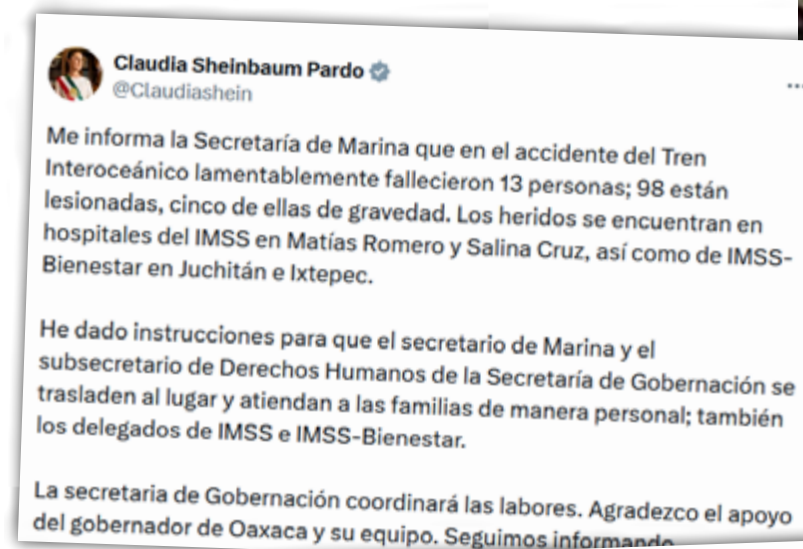 Claudia Sheinbaum Pardo
@Claudiashein
Me informa la Secretaría de Marina que en el accidente del Tren
Interoceánico lamentablemente fallecieron 13 personas; 98 están
lesionadas, cinco de ellas de gravedad. Los heridos se encuentran en
hospitales del IMSS en Matías Romero y Salina Cruz, así como de IMSS-
Bienestar en Juchitán e Ixtepec.
He dado instrucciones para que el secretario de Marina y el
subsecretario de Derechos Humanos de la Secretaría de Gobernación se
trasladen al lugar y atiendan a las familias de manera personal; también
los delegados de IMSS e IMSS-Bienestar.
La secretaria de Gobernación coordinará las labores. Agradezco el apoyo
del gobernador de Oaxaca y su equipo. Seguimos informando